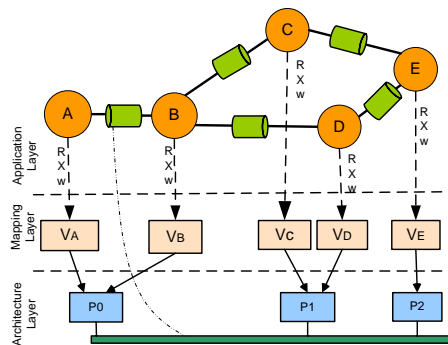 C
E
A
B
D
R
X
w
R
X
w
R
X
w
R
X
w
R
X
w
Application
Layer
Mapping
Layer
VA
VB
VC
VD
VE
Architecture
Layer
P0
P1
P2